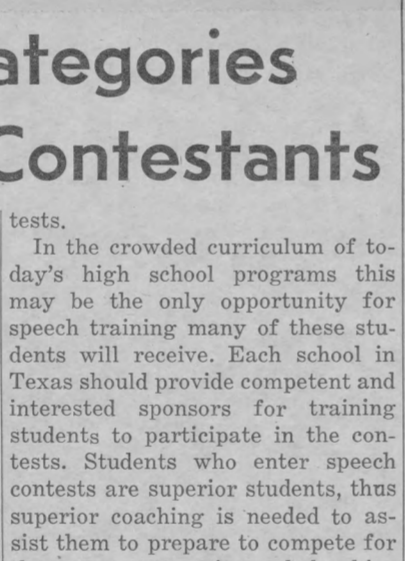 ategories
Contestants
tests.
In the crowded curriculum of to-
day's high school programs this
may be the only opportunity for
speech training many of these stu-
dents will receive. Each school in
Texas should provide competent and
interested sponsors for training
students to participate in the con-
tests. Students who enter speech
contests are superior students, thus
superior coaching is needed to as-
sist them to prepare to compete for